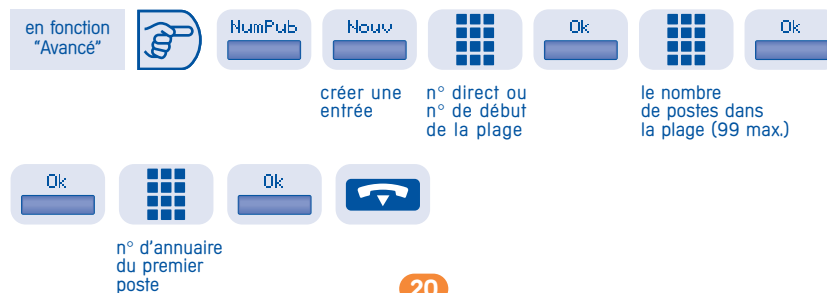 en fonction
"Avancé"
NumPub
Nouv
Ok
Ok
créer une
entrée
n° direct ou
n° de début
de la plage
le nombre
de postes dans
la plage (99 max.)
Ok
Ok
n° d'annuaire
du premier
poste
20